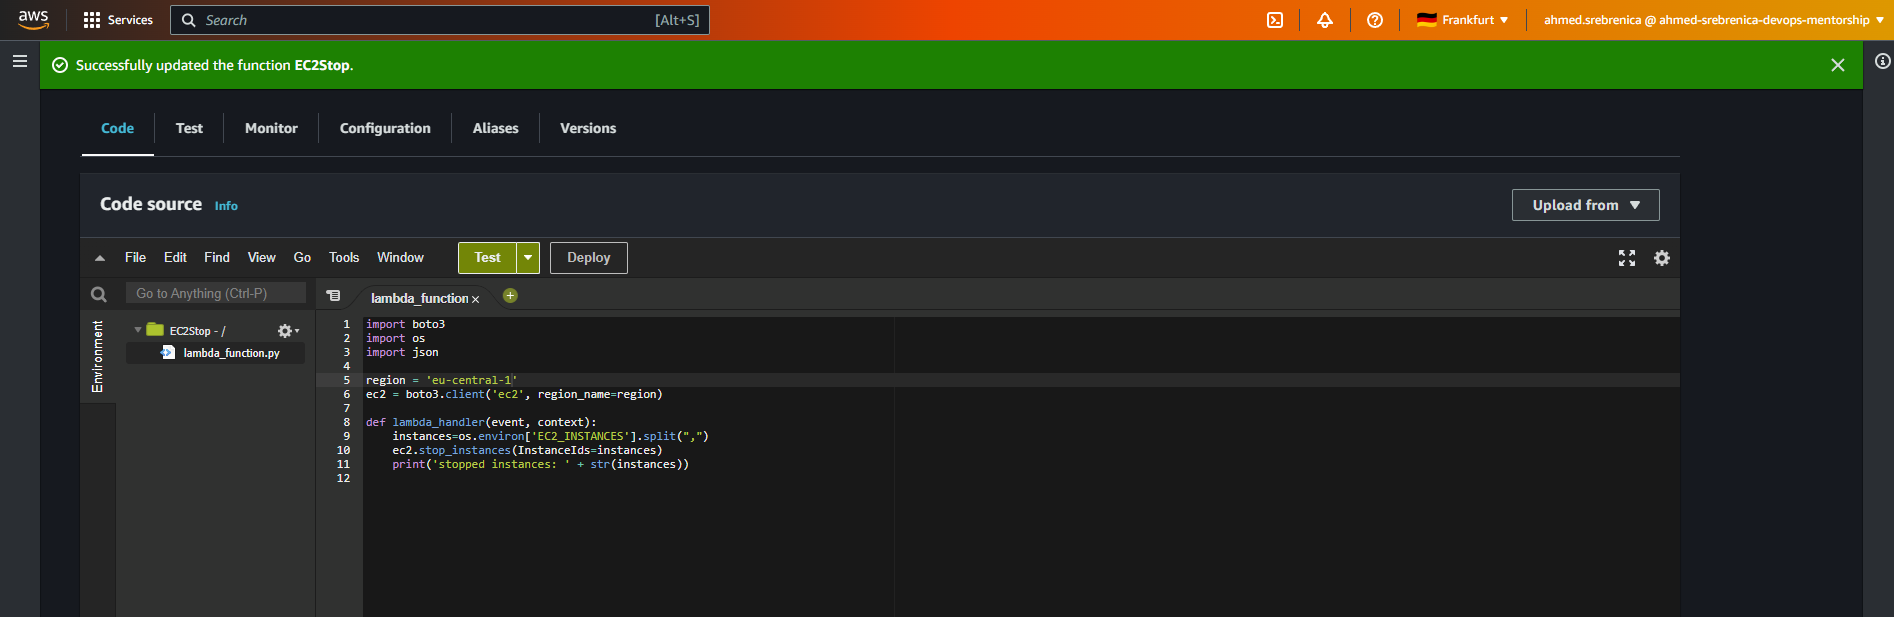 aws Services Search [Alt+S] Frankfurt ahmed.srebrenica @ ahmed-srebrenica-devops-mentorship
Successfully updated the function EC2Stop.
Code Test Monitor Configuration Aliases Versions
Code source Info Upload from
File Edit Find View Go Tools Window Test Deploy
Go to Anything (Ctrl-P) lambda_function
Environment
EC2Stop - /
lambda_function.py
1 import boto3
2 import os
3 import json
4
5 region = 'eu-central-1'
6 ec2 = boto3.client('ec2', region_name=region)
7
8 def lambda_handler(event, context):
9     instances=os.environ['EC2_INSTANCES'].split(",")
10     ec2.stop_instances(InstanceIds=instances)
11     print('stopped instances: ' + str(instances))
12